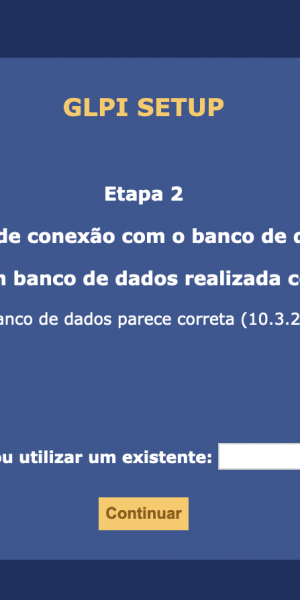 GLPI SETUP
Etapa 2
de conexão com o banco de
banco de dados realizada
banco de dados parece correta (10.3.2
ou utilizar um existente:
Continuar